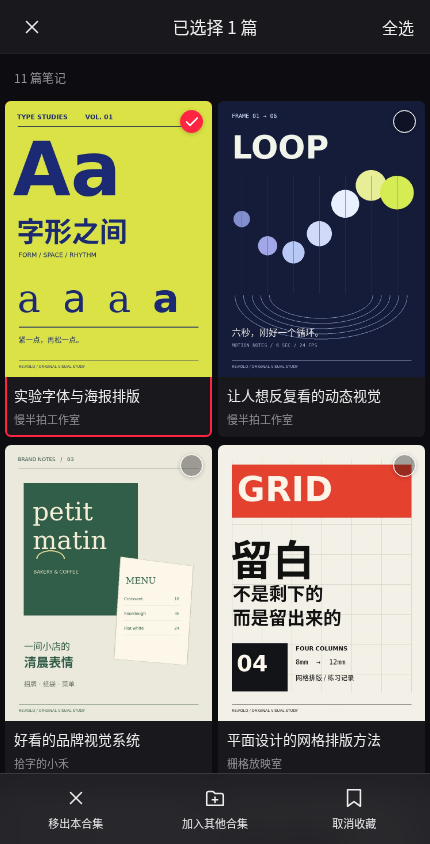 已选择 1 篇
全选
11 篇笔记
TYPE STUDIES VOL. 01
Aa
字形之间
FORM / SPACE / RHYTHM
a a a a
紧一点，再松一点。
实验字体与海报排版
慢半拍工作室
FRAME 01 → 06
LOOP
六秒，刚好一个循环。
MOTION NOTES / 6 SEC / 24 FPS
让人想反复看的动态视觉
慢半拍工作室
BRAND NOTES / 03
petit
matin
BAKERY & COFFEE
MENU
Croissant 18
Flat white 24
一间小店的
清晨表情
招牌 · 纸袋 · 菜单
好看的品牌视觉系统
拾字的小禾
GRID
留白
不是剩下的
而是留出来的
04
FOUR COLUMNS
8mm → 12mm
网格排版 / 练习记录
平面设计的网格排版方法
栅格放映室
移出本合集
加入其他合集
取消收藏